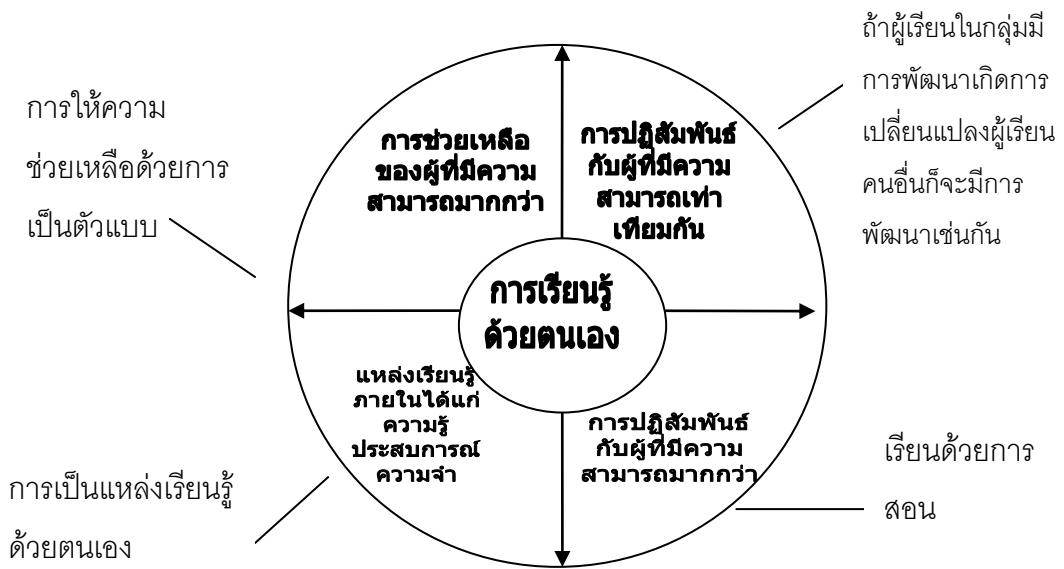 การให้ความ
ช่วยเหลือด้วยการ
เป็นตัวแบบ
การช่วยเหลือ
ของผู้ที่มีความ
สามารถมากกว่า
การปฏิสัมพันธ์
กับผู้ที่มีความ
สามารถเท่า
เทียมกัน
ถ้าผู้เรียนในกลุ่มมี
การพัฒนาเกิดการ
เปลี่ยนแปลงผู้เรียน
คนอื่นก็จะมีการ
พัฒนาเช่นกัน
การเรียนรู้
ด้วยตนเอง
แหล่งเรียนรู้
ภายในได้แก่
ความรู้
ประสบการณ์
ความจำ
การปฏิสัมพันธ์
กับผู้ที่มีความ
สามารถมากกว่า
การเป็นแหล่งเรียนรู้
ด้วยตนเอง
เรียนด้วยการ
สอน